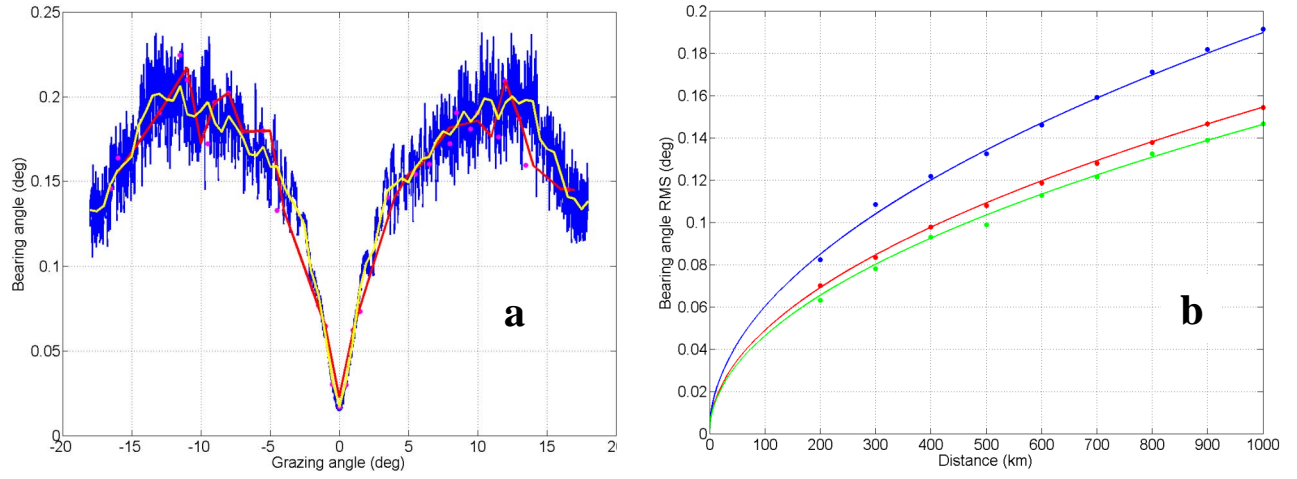 0.25
0.2
0.15
0.1
0.05
0
Bearing angle (deg)
-20 -15 -10 -5 0 5 10 15 20
Grazing angle (deg)
a
0.2
0.18
0.16
0.14
0.12
0.1
0.08
0.06
0.04
0.02
0
Bearing angle RMS (deg)
0 100 200 300 400 500 600 700 800 900 1000
Distance (km)
b